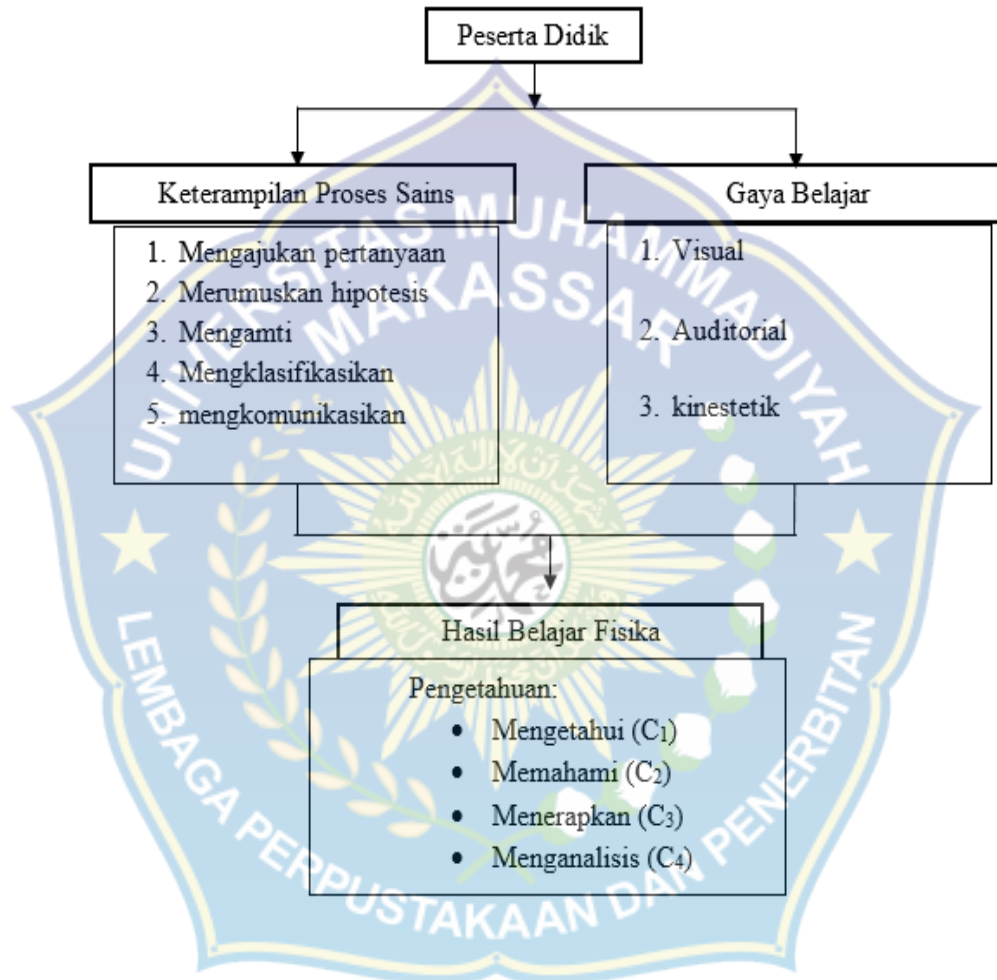 Peserta Didik
Keterampilan Proses Sains
1. Mengajukan pertanyaan
2. Merumuskan hipotesis
3. Mengamti
4. Mengklasifikasikan
5. mengkomunikasikan
Gaya Belajar
1. Visual
2. Auditorial
3. kinestetik
Hasil Belajar Fisika
Pengetahuan:
• Mengetahui (C₁)
• Memahami (C₂)
• Menerapkan (C₃)
• Menganalisis (C₄)
UNIVERSITAS MUHAMMADIYAH
MAKASSAR
LEMBAGA PERPUSTAKAAN DAN PENERBITAN